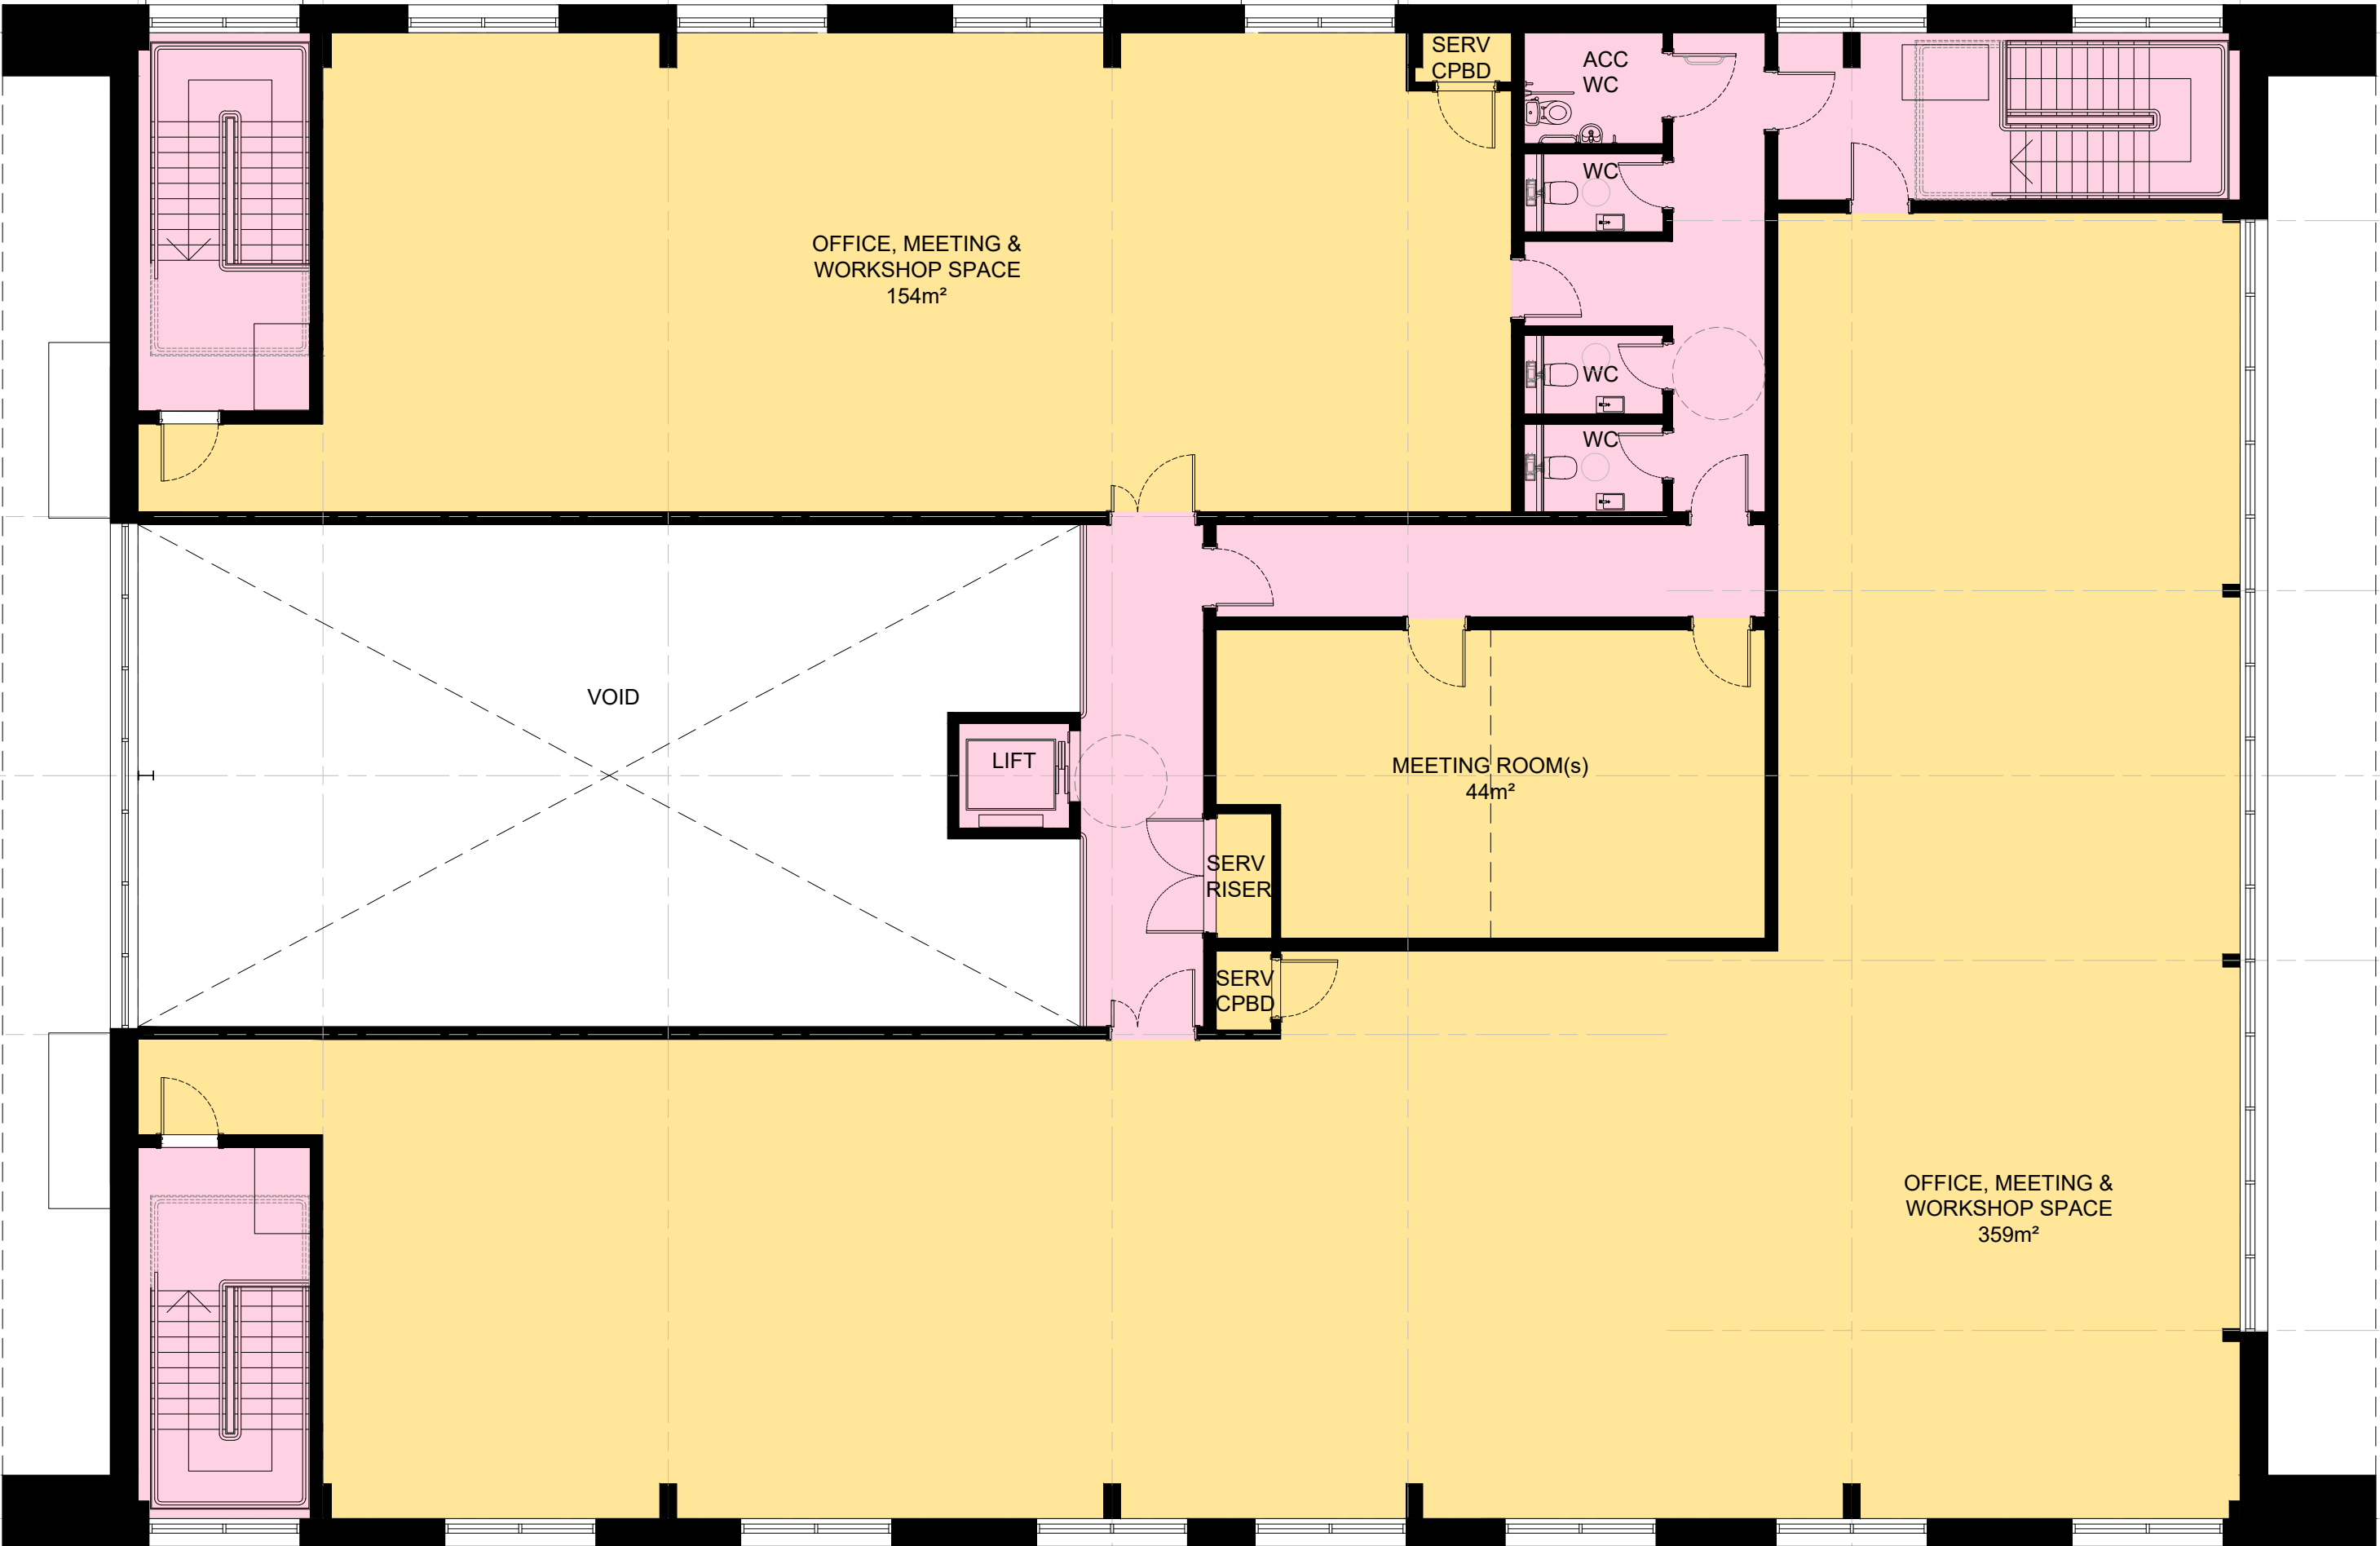 SERV
CPBD
ACC
WC
WC
OFFICE, MEETING &
WORKSHOP SPACE
154m²
WC
WC
VOID
LIFT
MEETING ROOM(s)
44m²
SERV
RISER
SERV
CPBD
OFFICE, MEETING &
WORKSHOP SPACE
359m²